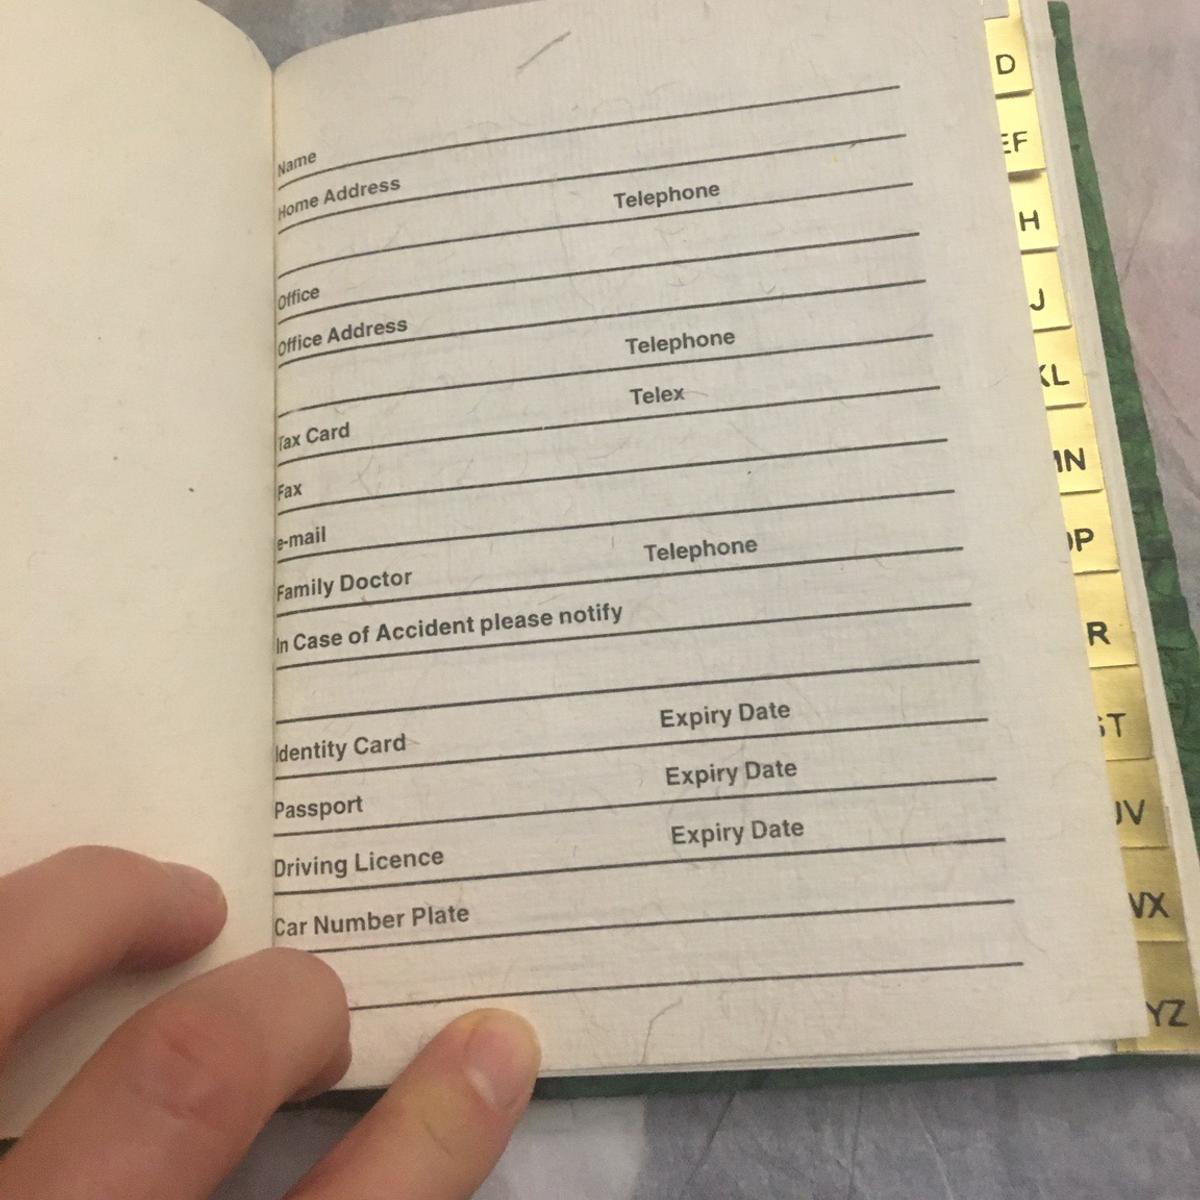 Name
Home Address
Telephone
Office
Office Address
Telephone
Telex
Tax Card
Fax
e-mail
Family Doctor Telephone
In Case of Accident please notify
Identity Card Expiry Date
Passport Expiry Date
Driving Licence Expiry Date
Car Number Plate
D
EF
H
J
KL
MN
OP
R
ST
UV
WX
YZ